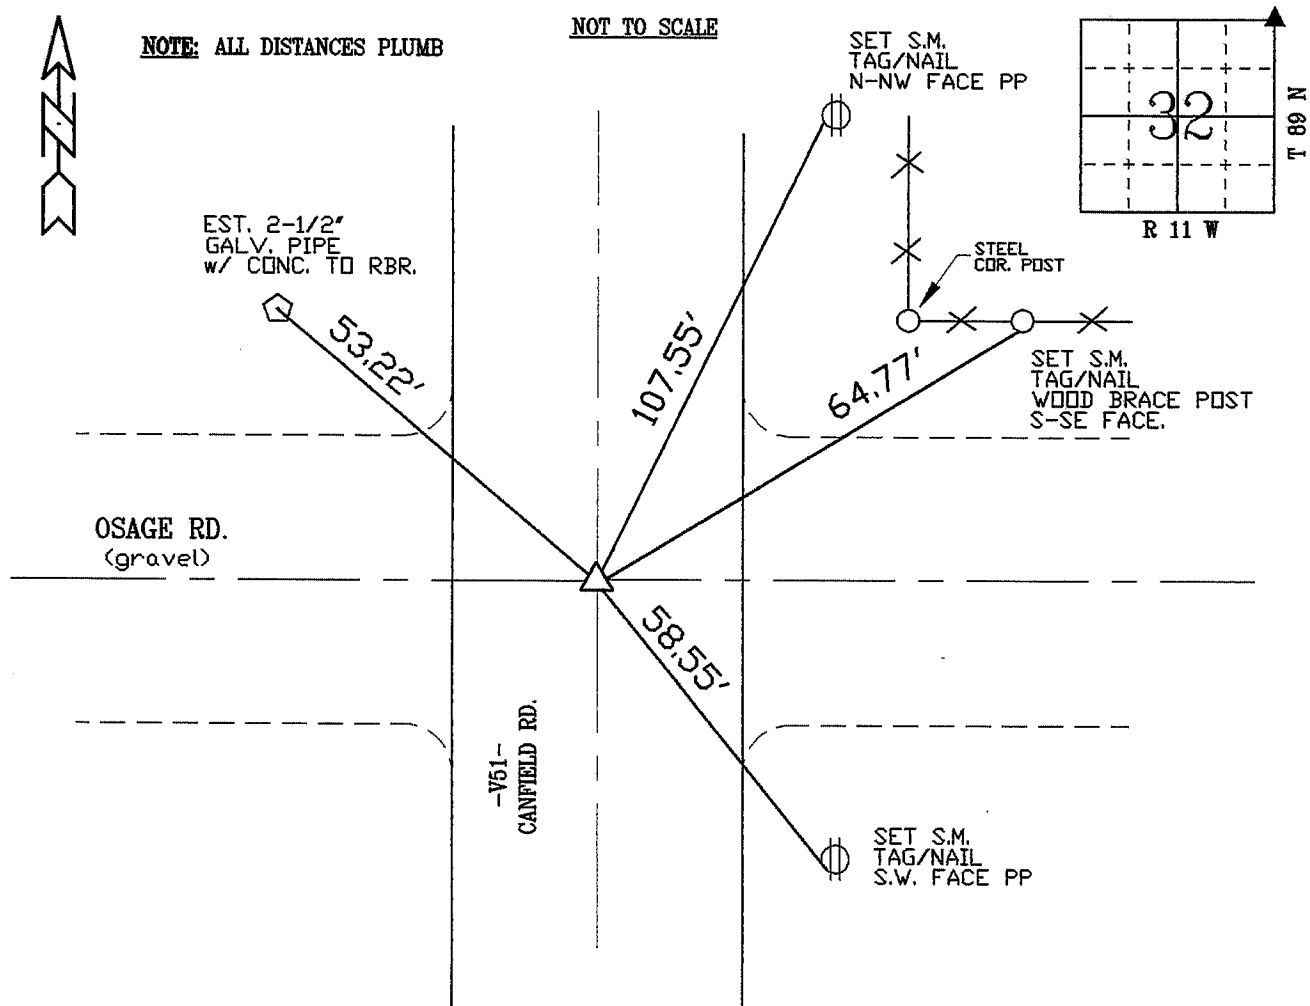 NOT TO SCALE
NOTE: ALL DISTANCES PLUMB
SET S.M.
TAG/NAIL
N-NW FACE PP
32
T 89 N
R 11 W
N
EST. 2-1/2"
GALV. PIPE
w/ CONC. TO RBR.
STEEL
COR. POST
53.22'
107.55'
64.77'
SET S.M.
TAG/NAIL
WOOD BRACE POST
S-SE FACE.
OSAGE RD.
(gravel)
58.55'
-V51-
CANFIELD RD.
SET S.M.
TAG/NAIL
S.W. FACE PP